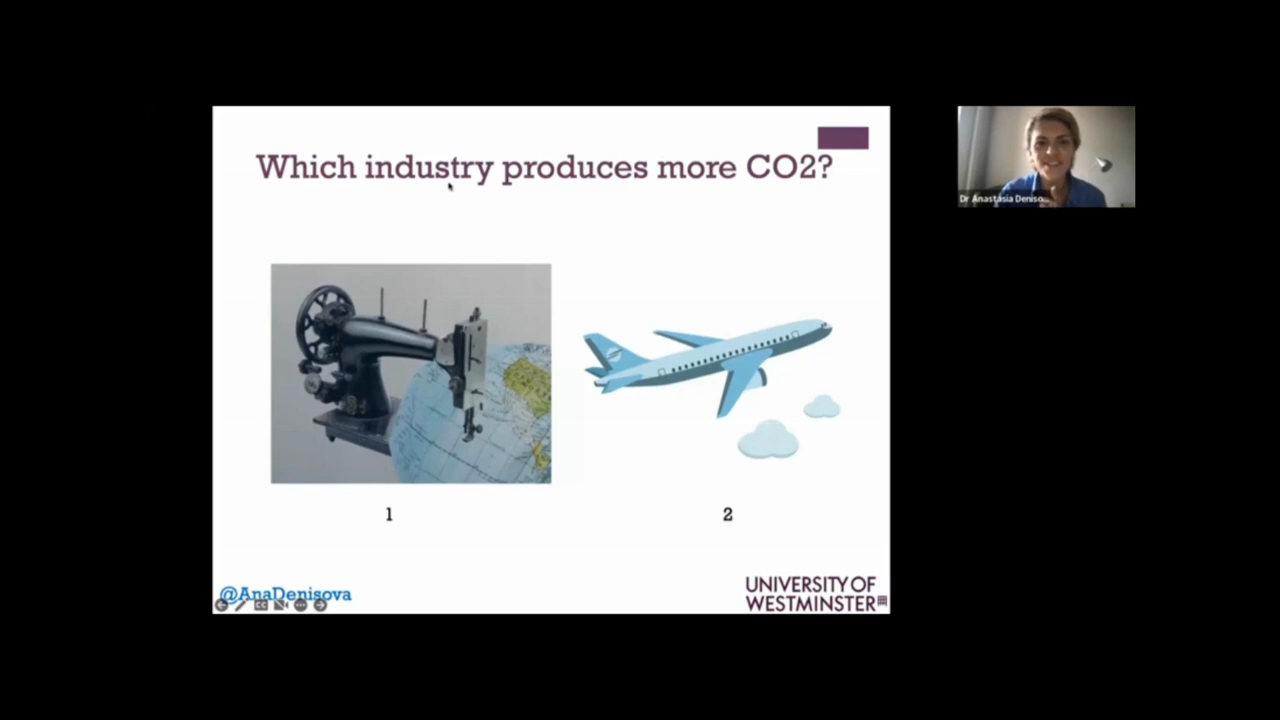 Which industry produces more CO2?
Dr Anastasia Deniso...
1
2
@AnaDenisova
UNIVERSITY OF
WESTMINSTER